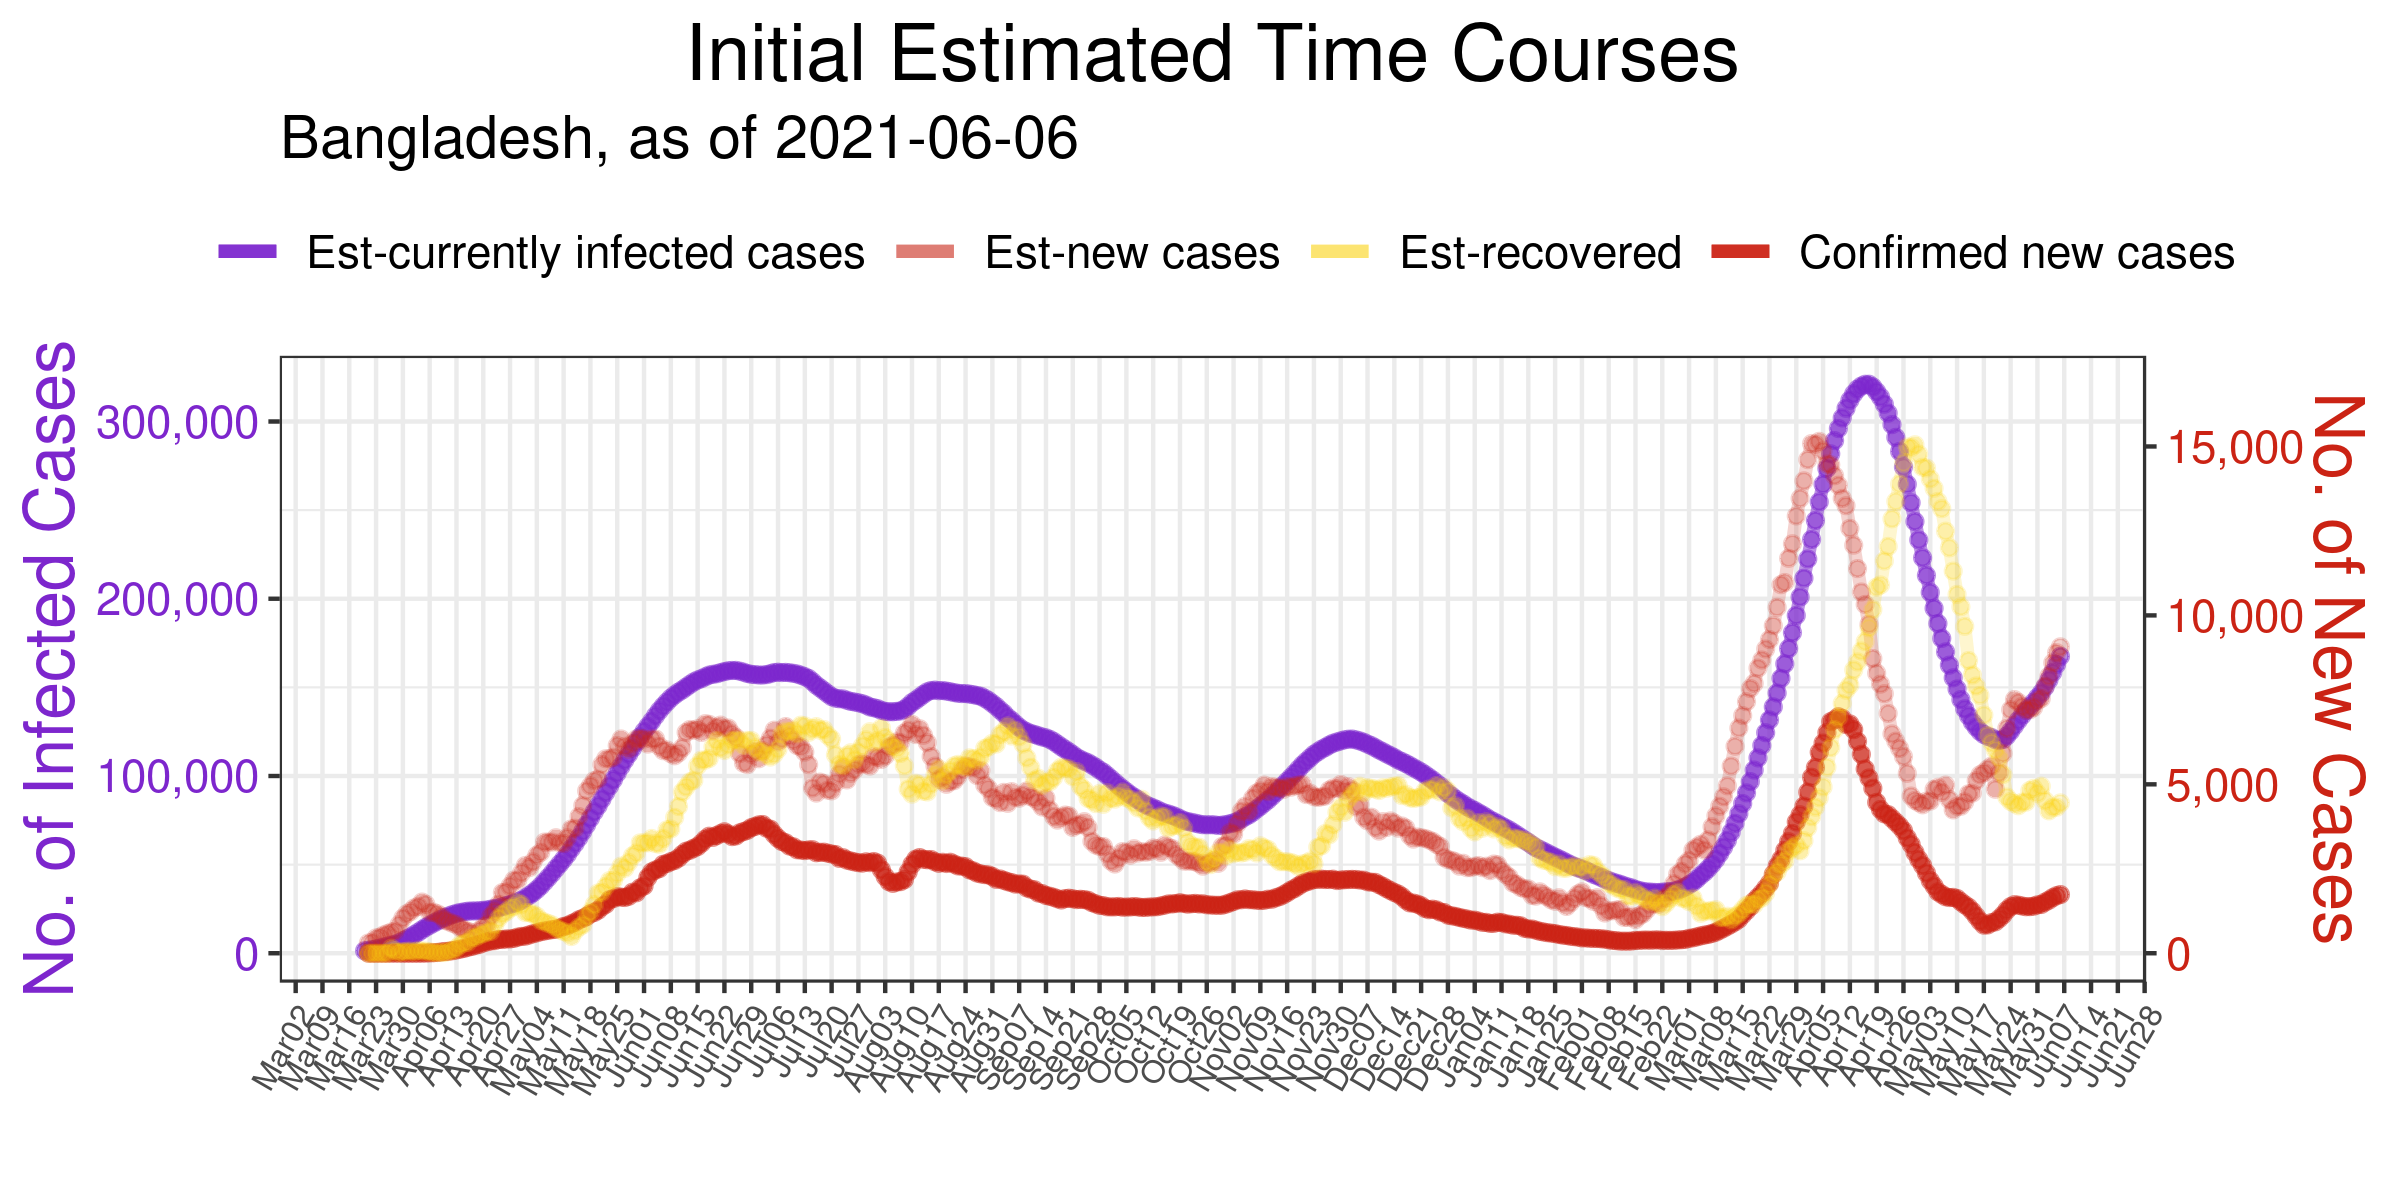 Initial Estimated Time Courses
Bangladesh, as of 2021-06-06
Est-currently infected cases
Est-new cases
Est-recovered
Confirmed new cases
No. of Infected Cases
300,000
200,000
100,000
0
15,000
10,000
5,000
0
No. of New Cases
Mar02
Mar09
Mar16
Mar23
Mar30
Apr06
Apr13
Apr20
Apr27
May04
May11
May18
May25
Jun01
Jun08
Jun15
Jun22
Jun29
Jul06
Jul13
Jul20
Jul27
Aug03
Aug10
Aug17
Aug24
Aug31
Sep07
Sep14
Sep21
Sep28
Oct05
Oct12
Oct19
Oct26
Nov02
Nov09
Nov16
Nov23
Nov30
Dec07
Dec14
Dec21
Dec28
Jan04
Jan11
Jan18
Jan25
Feb01
Feb08
Feb15
Feb22
Mar01
Mar08
Mar15
Mar22
Mar29
Apr05
Apr12
Apr19
Apr26
May03
May10
May17
May24
May31
Jun07
Jun14
Jun21
Jun28